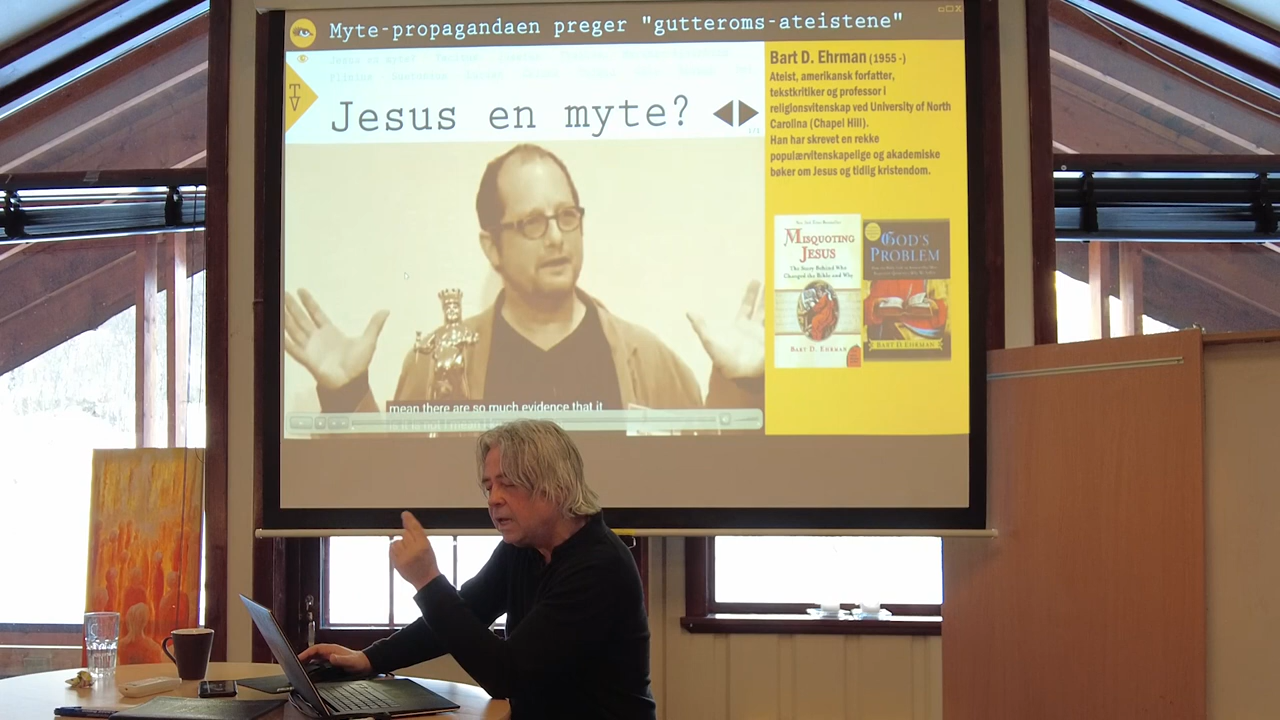 Myte-propagandaen preger "gutteroms-ateistene"
TV
Jesus en myte?
mean there are so much evidence that it
Bart D. Ehrman (1955 -)
Ateist, amerikansk forfatter,
tekstkritiker og professor i
religionsvitenskap ved University of North
Carolina (Chapel Hill).
Han har skrevet en rekke
populærvitenskapelige og akademiske
bøker om Jesus og tidlig kristendom.
MISQUOTING
JESUS
The Story Behind Who
Changed the Bible and Why
BART D. EHRMAN
GOD'S
PROBLEM
BART D. EHRMAN